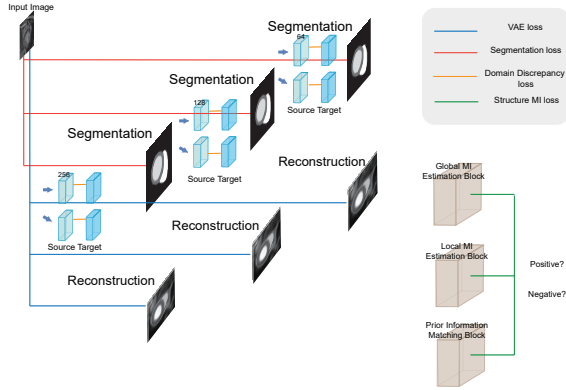 Input Image
VAE loss
Segmentation loss
Domain Discrepancy
loss
Structure MI loss
Segmentation
64
Source Target
Segmentation
128
Source Target
Segmentation
256
Source Target
Reconstruction
Reconstruction
Reconstruction
Global MI
Estimation Block
Local MI
Estimation Block
Positive?
Negative?
Prior Information
Matching Block